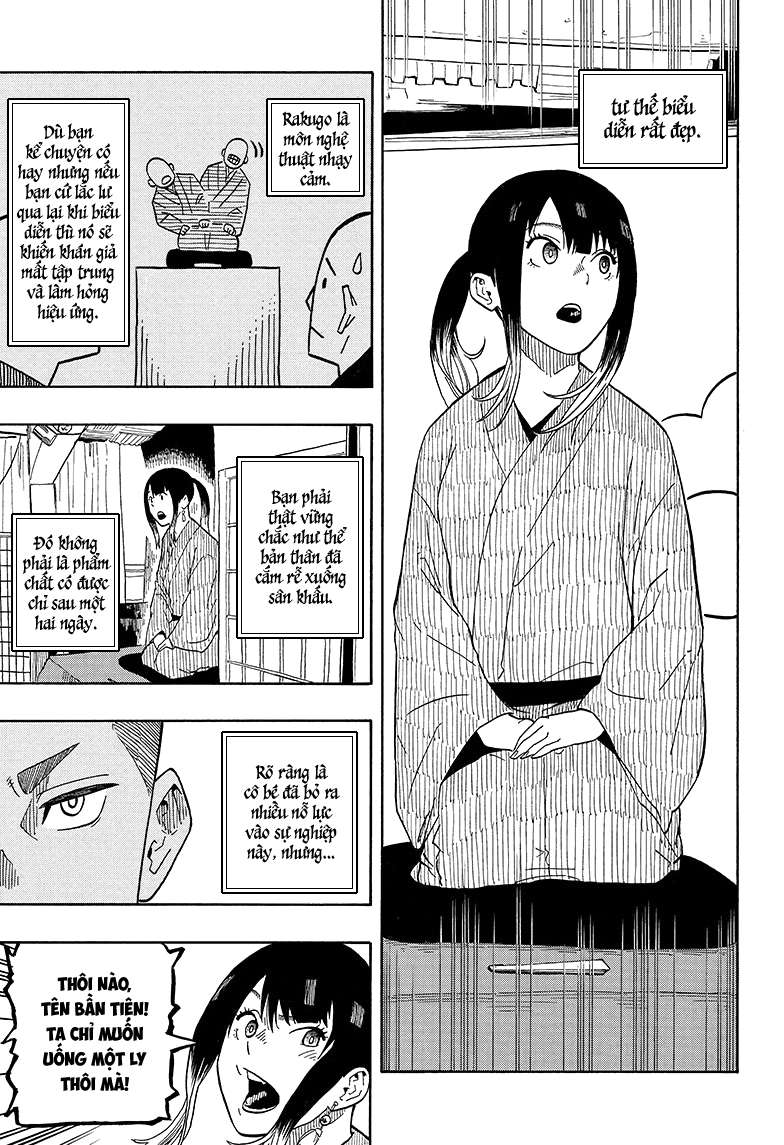 tư thế biểu
diễn rất đẹp.
Rakugo là
môn nghệ
thuật nhạy
cảm.
Dù bạn
kể chuyện có
hay nhưng nếu
bạn cứ lắc lư
qua lại khi biểu
diễn thì nó sẽ
khiến khán giả
mất tập trung
và làm hỏng
hiệu ứng.
Bạn phải
thật vững
chắc như thể
bản thân đã
cắm rễ xuống
sân khấu.
Đó không
phải là phẩm
chất có được
chỉ sau một
hai ngày.
Rõ ràng là
cô bé đã bỏ ra
nhiều nỗ lực
vào sự nghiệp
này, nhưng...
THÔI NÀO,
TÊN BẦN TIỆN!
TA CHỈ MUỐN
UỐNG MỘT LY
THÔI MÀ!